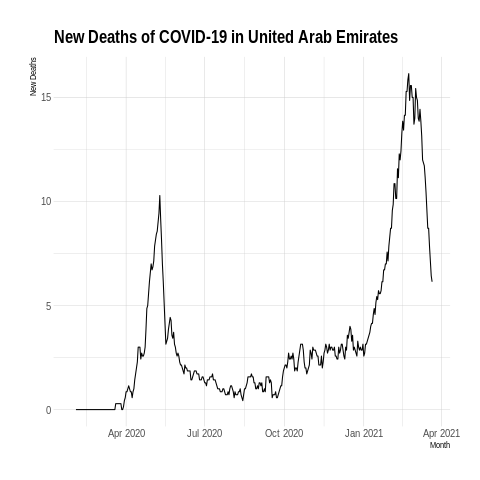 New Deaths of COVID-19 in United Arab Emirates
New Deaths
15
10
5
0
Apr 2020 Jul 2020 Oct 2020 Jan 2021 Apr 2021
Month